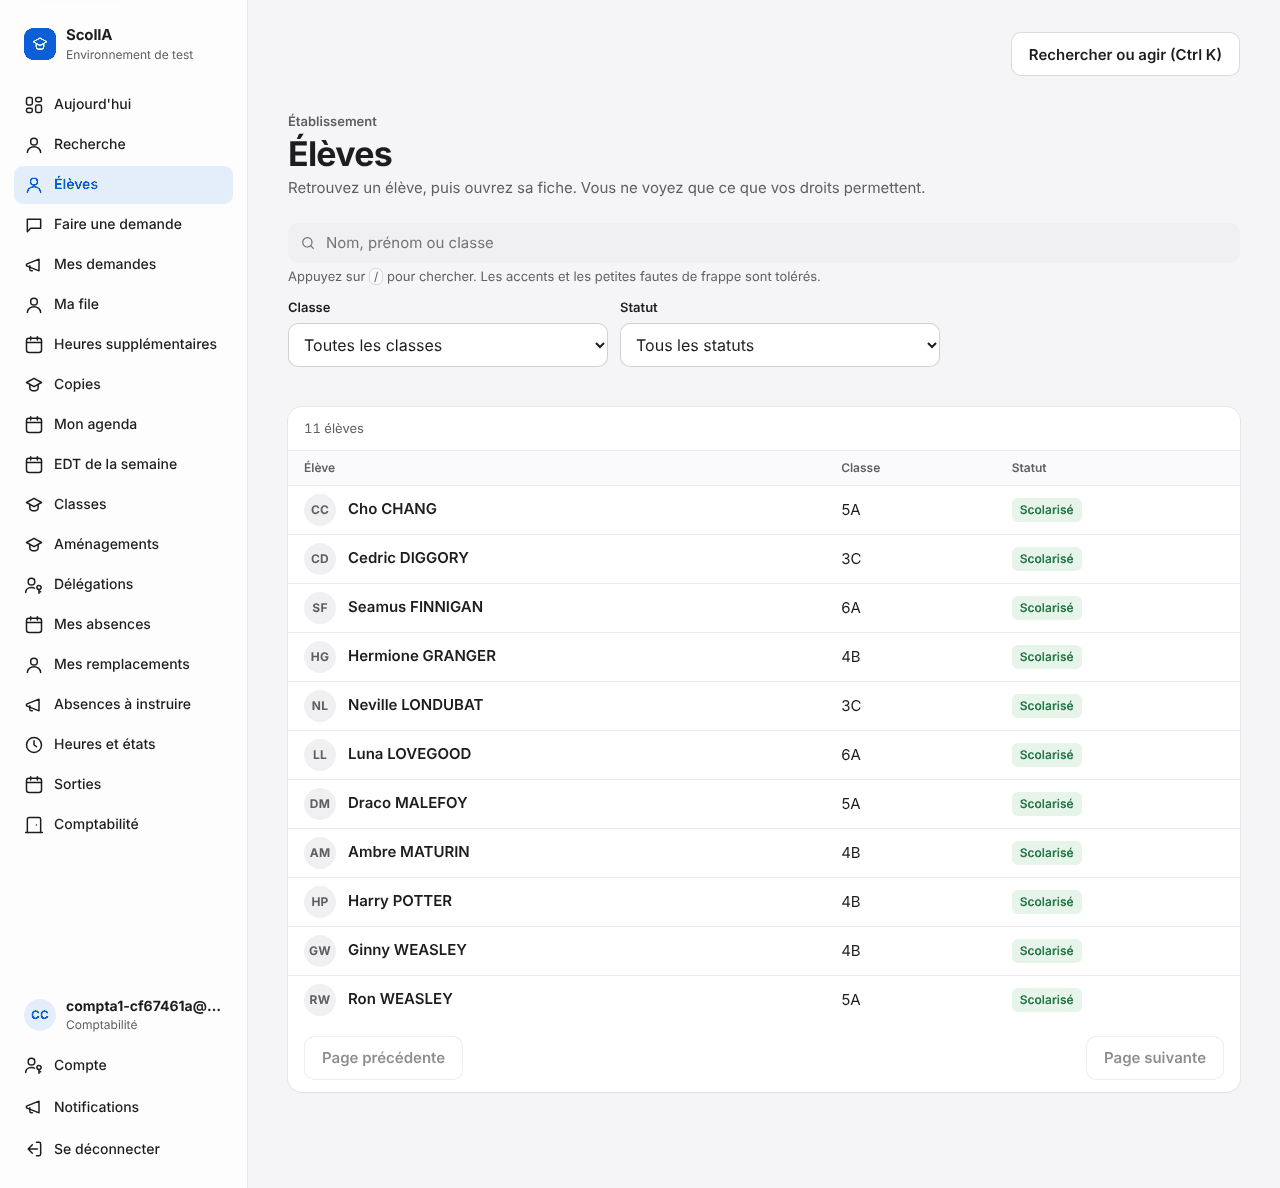 ScolIA
Environnement de test
Aujourd'hui
Recherche
Élèves
Faire une demande
Mes demandes
Ma file
Heures supplémentaires
Copies
Mon agenda
EDT de la semaine
Classes
Aménagements
Délégations
Mes absences
Mes remplacements
Absences à instruire
Heures et états
Sorties
Comptabilité
CC compta1-cf67461a@...
Comptabilité
Compte
Notifications
Se déconnecter
Rechercher ou agir (Ctrl K)
Établissement
Élèves
Retrouvez un élève, puis ouvrez sa fiche. Vous ne voyez que ce que vos droits permettent.
Nom, prénom ou classe
Appuyez sur / pour chercher. Les accents et les petites fautes de frappe sont tolérés.
Classe Statut
Toutes les classes Tous les statuts
11 élèves
Élève Classe Statut
CC Cho CHANG 5A Scolarisé
CD Cedric DIGGORY 3C Scolarisé
SF Seamus FINNIGAN 6A Scolarisé
HG Hermione GRANGER 4B Scolarisé
NL Neville LONDUBAT 3C Scolarisé
LL Luna LOVEGOOD 6A Scolarisé
DM Draco MALEFOY 5A Scolarisé
AM Ambre MATURIN 4B Scolarisé
HP Harry POTTER 4B Scolarisé
GW Ginny WEASLEY 4B Scolarisé
RW Ron WEASLEY 5A Scolarisé
Page précédente Page suivante